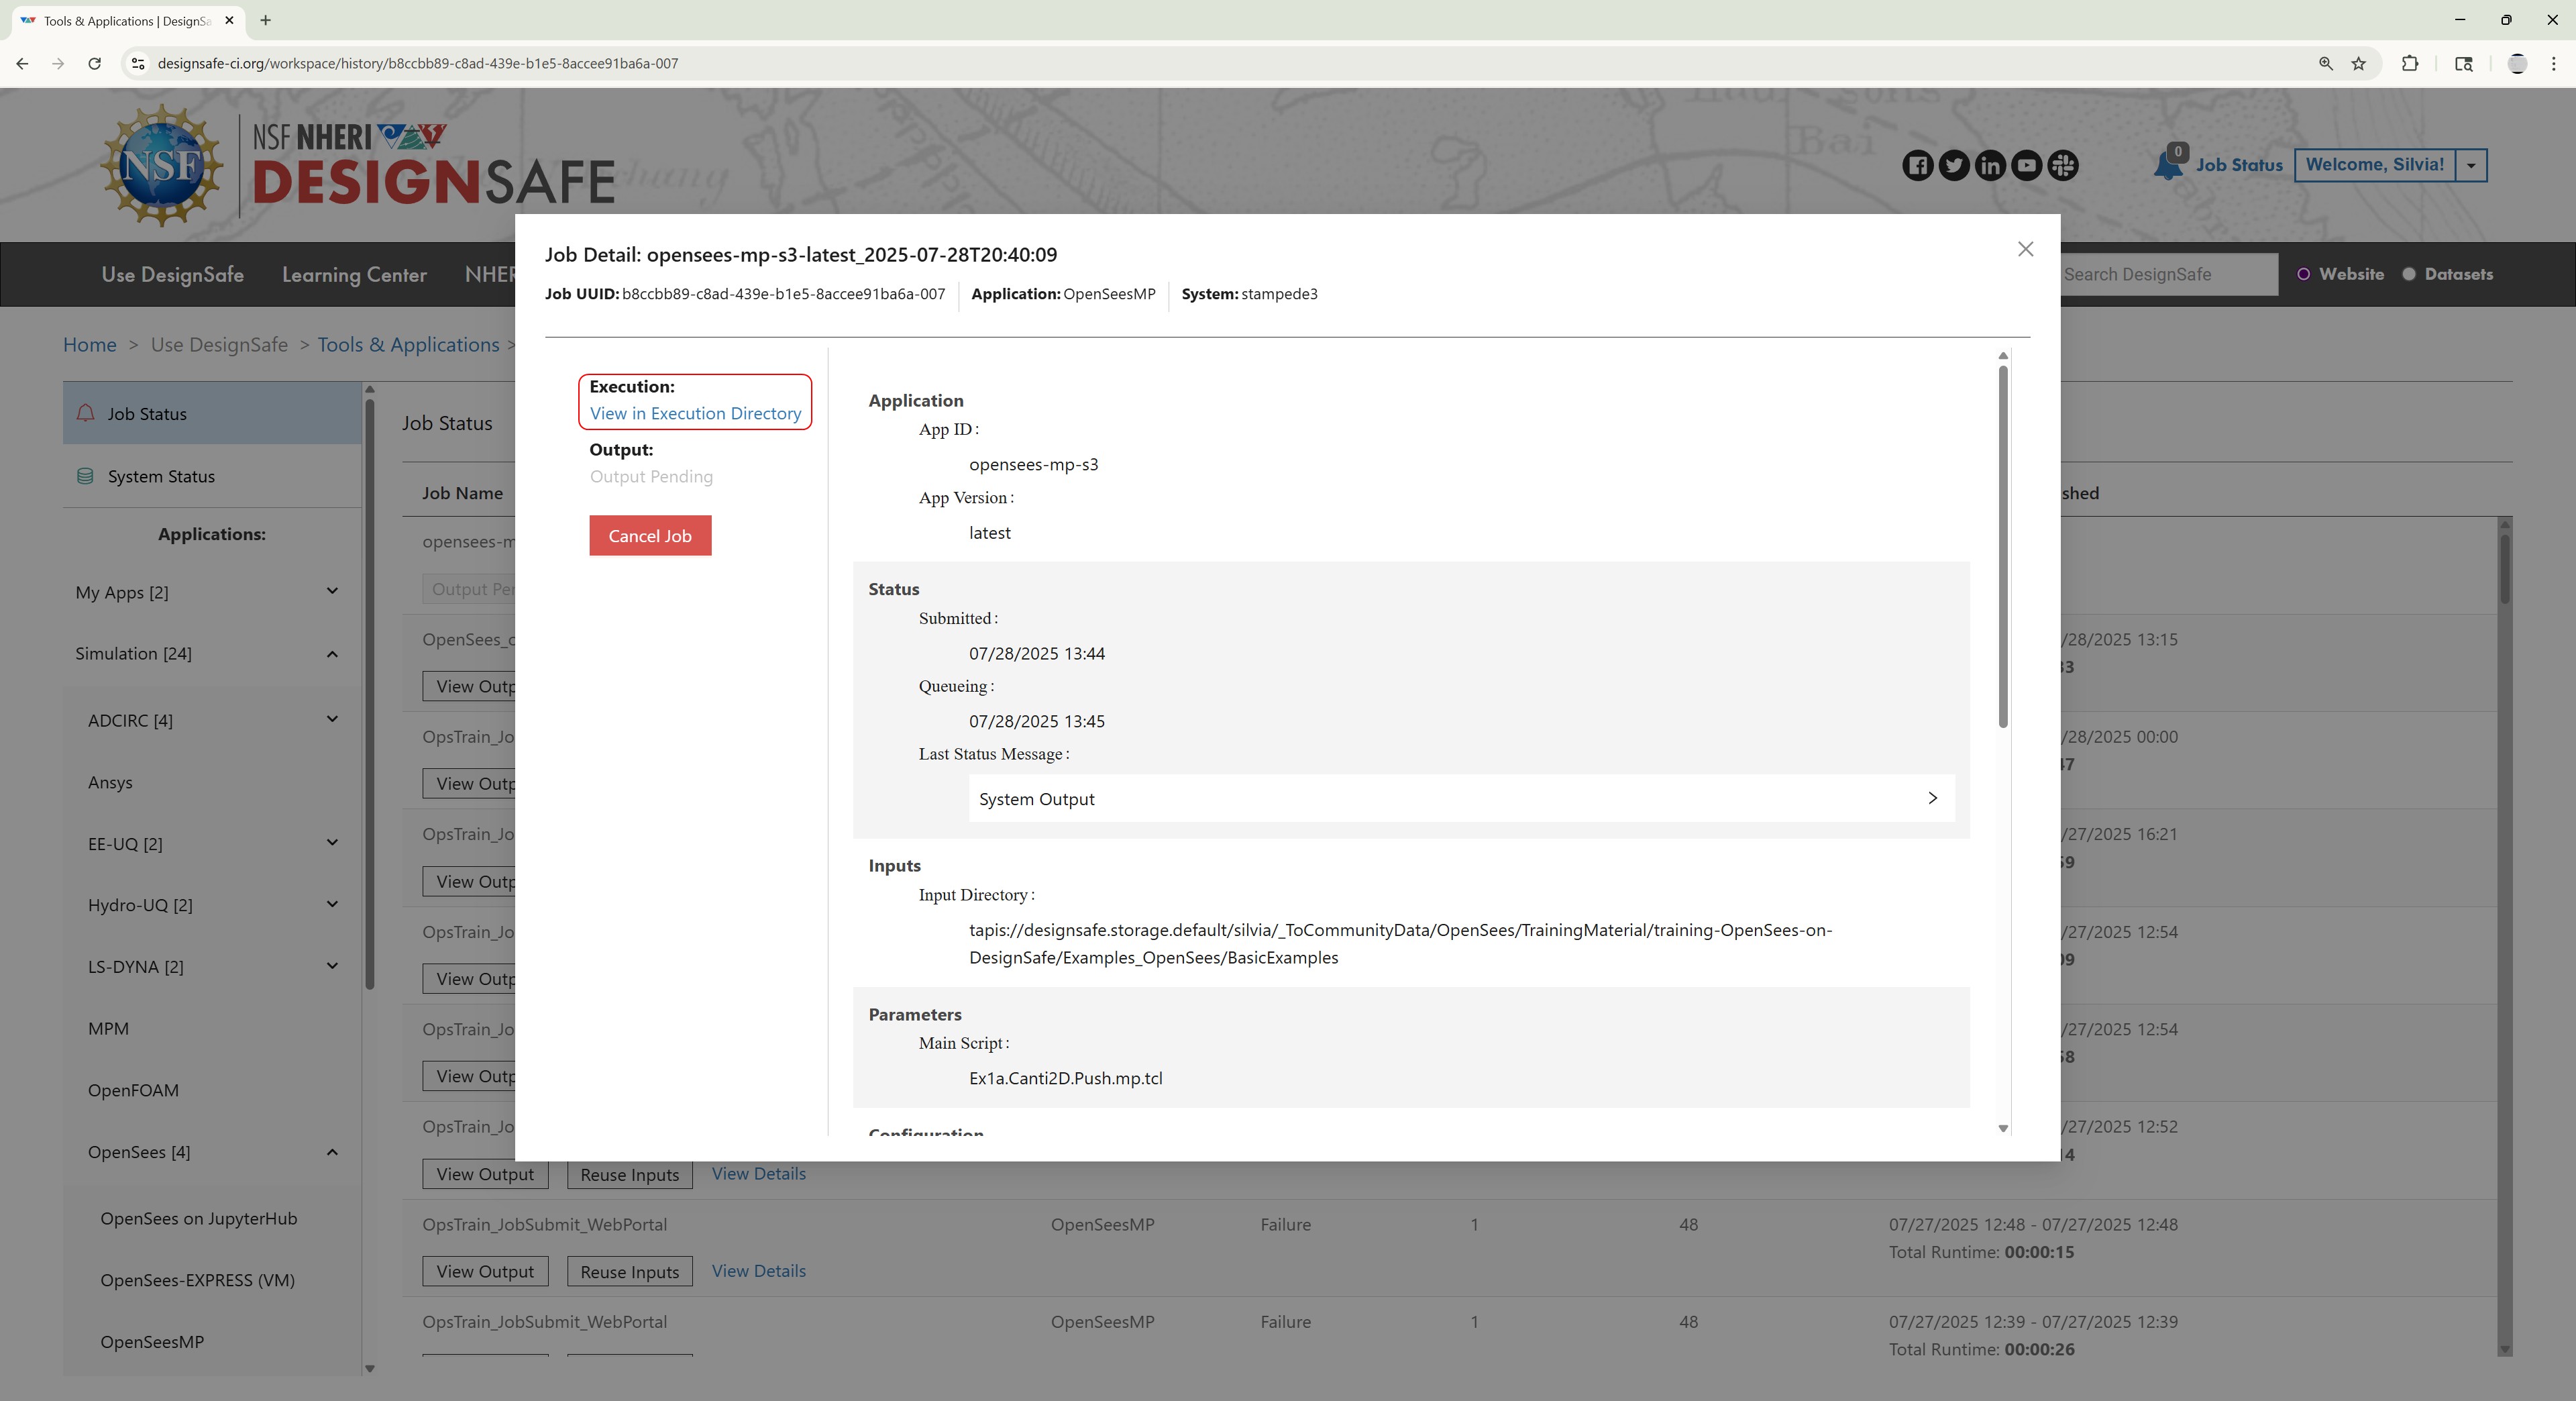 Tools & Applications | DesignSa
designsafe-ci.org/workspace/history/b8ccbb89-c8ad-439e-b1e5-8accee91ba6a-007
NSF
NSF NHERI
DESIGNSAFE
0
Job Status
Welcome, Silvia!
Use DesignSafe
Learning Center
Search DesignSafe
Website
Datasets
Home > Use DesignSafe > Tools & Applications >
Job Detail: opensees-mp-s3-latest_2025-07-28T20:40:09
Job UUID: b8ccbb89-c8ad-439e-b1e5-8accee91ba6a-007
Application: OpenSeesMP
System: stampede3
Execution:
View in Execution Directory
Output:
Output Pending
Cancel Job
Application
App ID :
opensees-mp-s3
App Version :
latest
Status
Submitted :
07/28/2025 13:44
Queueing :
07/28/2025 13:45
Last Status Message :
System Output
Inputs
Input Directory :
tapis://designsafe.storage.default/silvia/_ToCommunityData/OpenSees/TrainingMaterial/training-OpenSees-on-
DesignSafe/Examples_OpenSees/BasicExamples
Parameters
Main Script :
Ex1a.Canti2D.Push.mp.tcl
Configuration
Job Status
System Status
Applications:
My Apps [2]
Simulation [24]
ADCIRC [4]
Ansys
EE-UQ [2]
Hydro-UQ [2]
LS-DYNA [2]
MPM
OpenFOAM
OpenSees [4]
OpenSees on JupyterHub
OpenSees-EXPRESS (VM)
OpenSeesMP
Job Status
Job Name
shed
opensees-m
Output Pe
OpenSees_
/28/2025 13:15
33
View Outp
OpsTrain_Jo
/28/2025 00:00
47
View Outp
OpsTrain_Jo
/27/2025 16:21
59
View Outp
OpsTrain_Jo
/27/2025 12:54
09
View Outp
OpsTrain_Jo
/27/2025 12:54
58
View Outp
OpsTrain_Jo
/27/2025 12:52
14
View Output
Reuse Inputs
View Details
OpsTrain_JobSubmit_WebPortal
OpenSeesMP
Failure
1
48
07/27/2025 12:48 - 07/27/2025 12:48
Total Runtime: 00:00:15
View Output
Reuse Inputs
View Details
OpsTrain_JobSubmit_WebPortal
OpenSeesMP
Failure
1
48
07/27/2025 12:39 - 07/27/2025 12:39
Total Runtime: 00:00:26